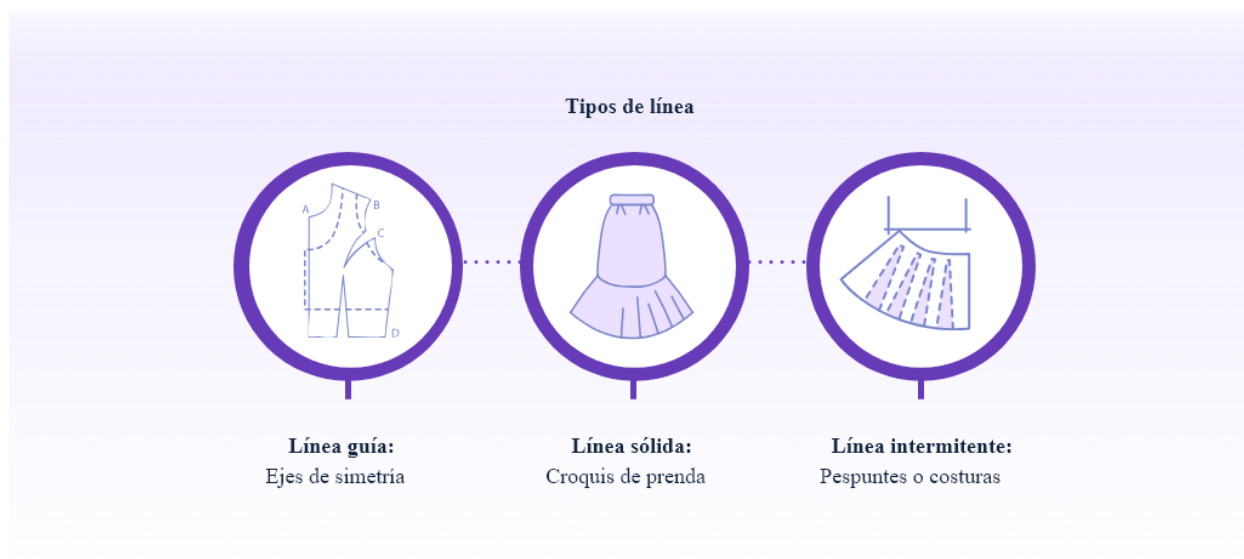 Tipos de línea
A
B
C
D
Línea guía:
Ejes de simetría
Línea sólida:
Croquis de prenda
Línea intermitente:
Pespuntes o costuras